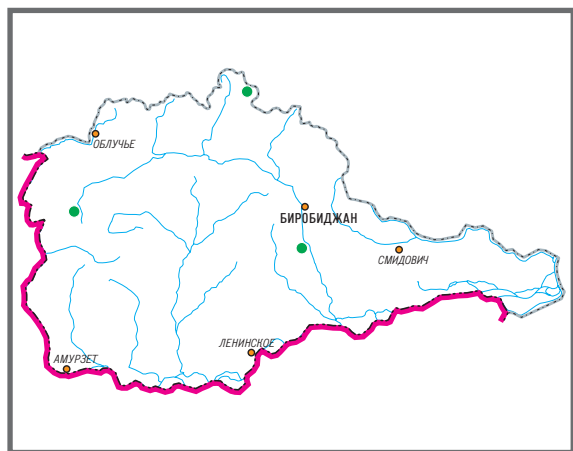 ОБЛУЧЬЕ
БИРОБИДЖАН
СМИДОВИЧ
ЛЕНИНСКОЕ
АМУРЗЕТ